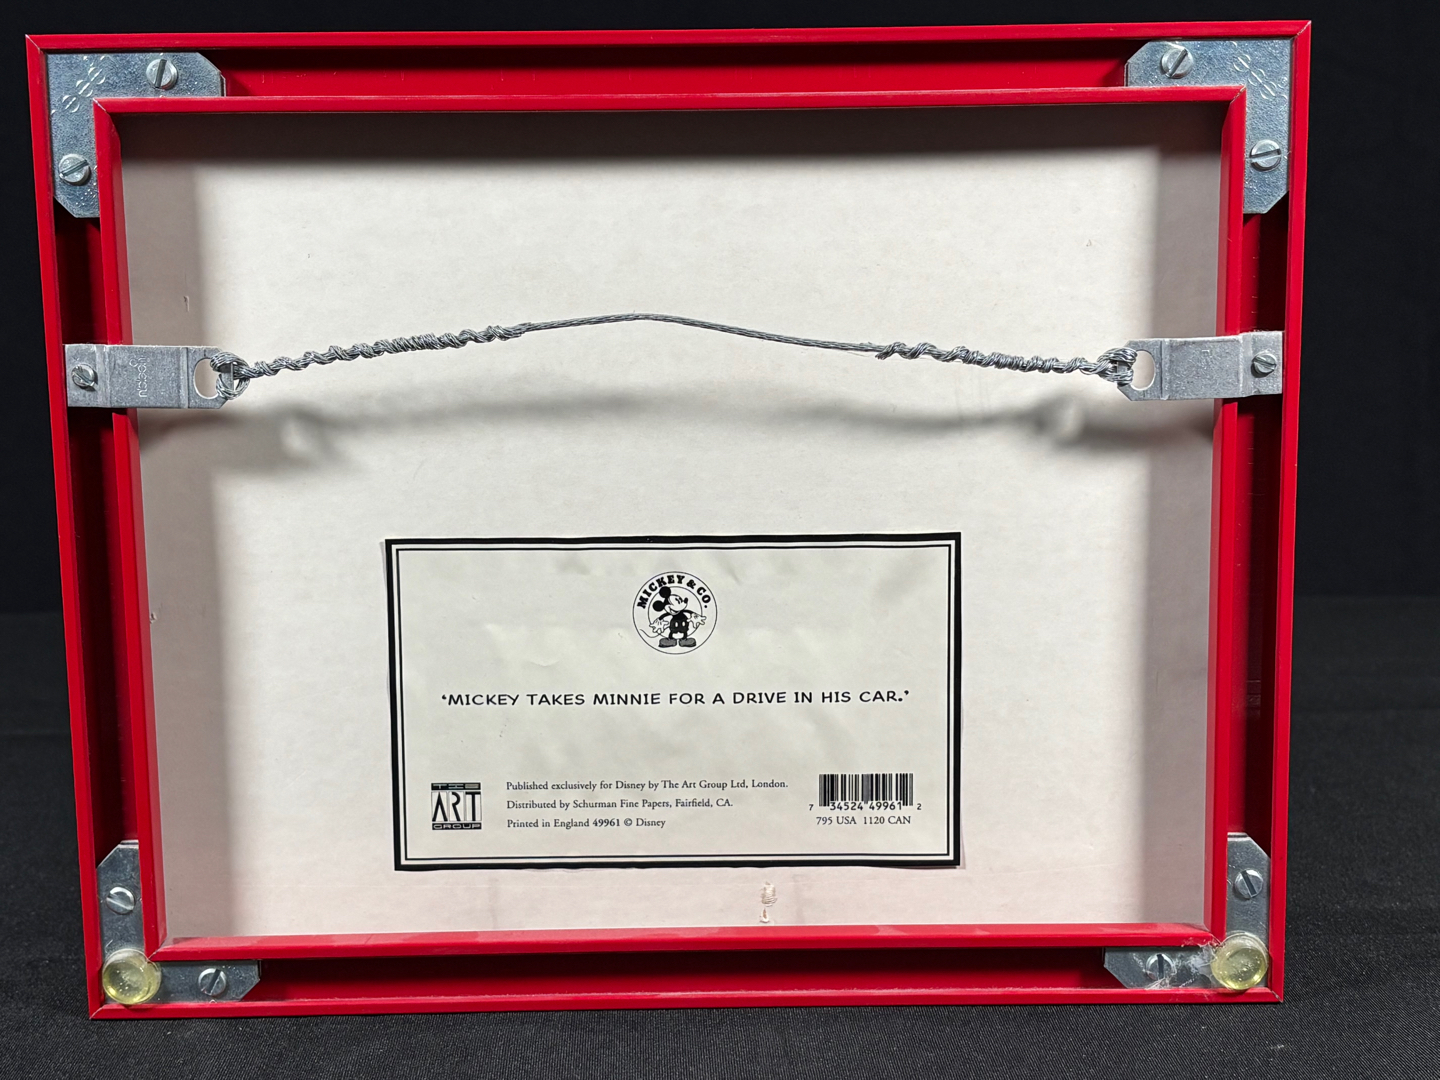 MICKEY & CO.
‘MICKEY TAKES MINNIE FOR A DRIVE IN HIS CAR.’
THE
ART
GROUP
Published exclusively for Disney by The Art Group Ltd, London.
Distributed by Schurman Fine Papers, Fairfield, CA.
Printed in England 49961 © Disney
7 34524 49961 2
795 USA 1120 CAN